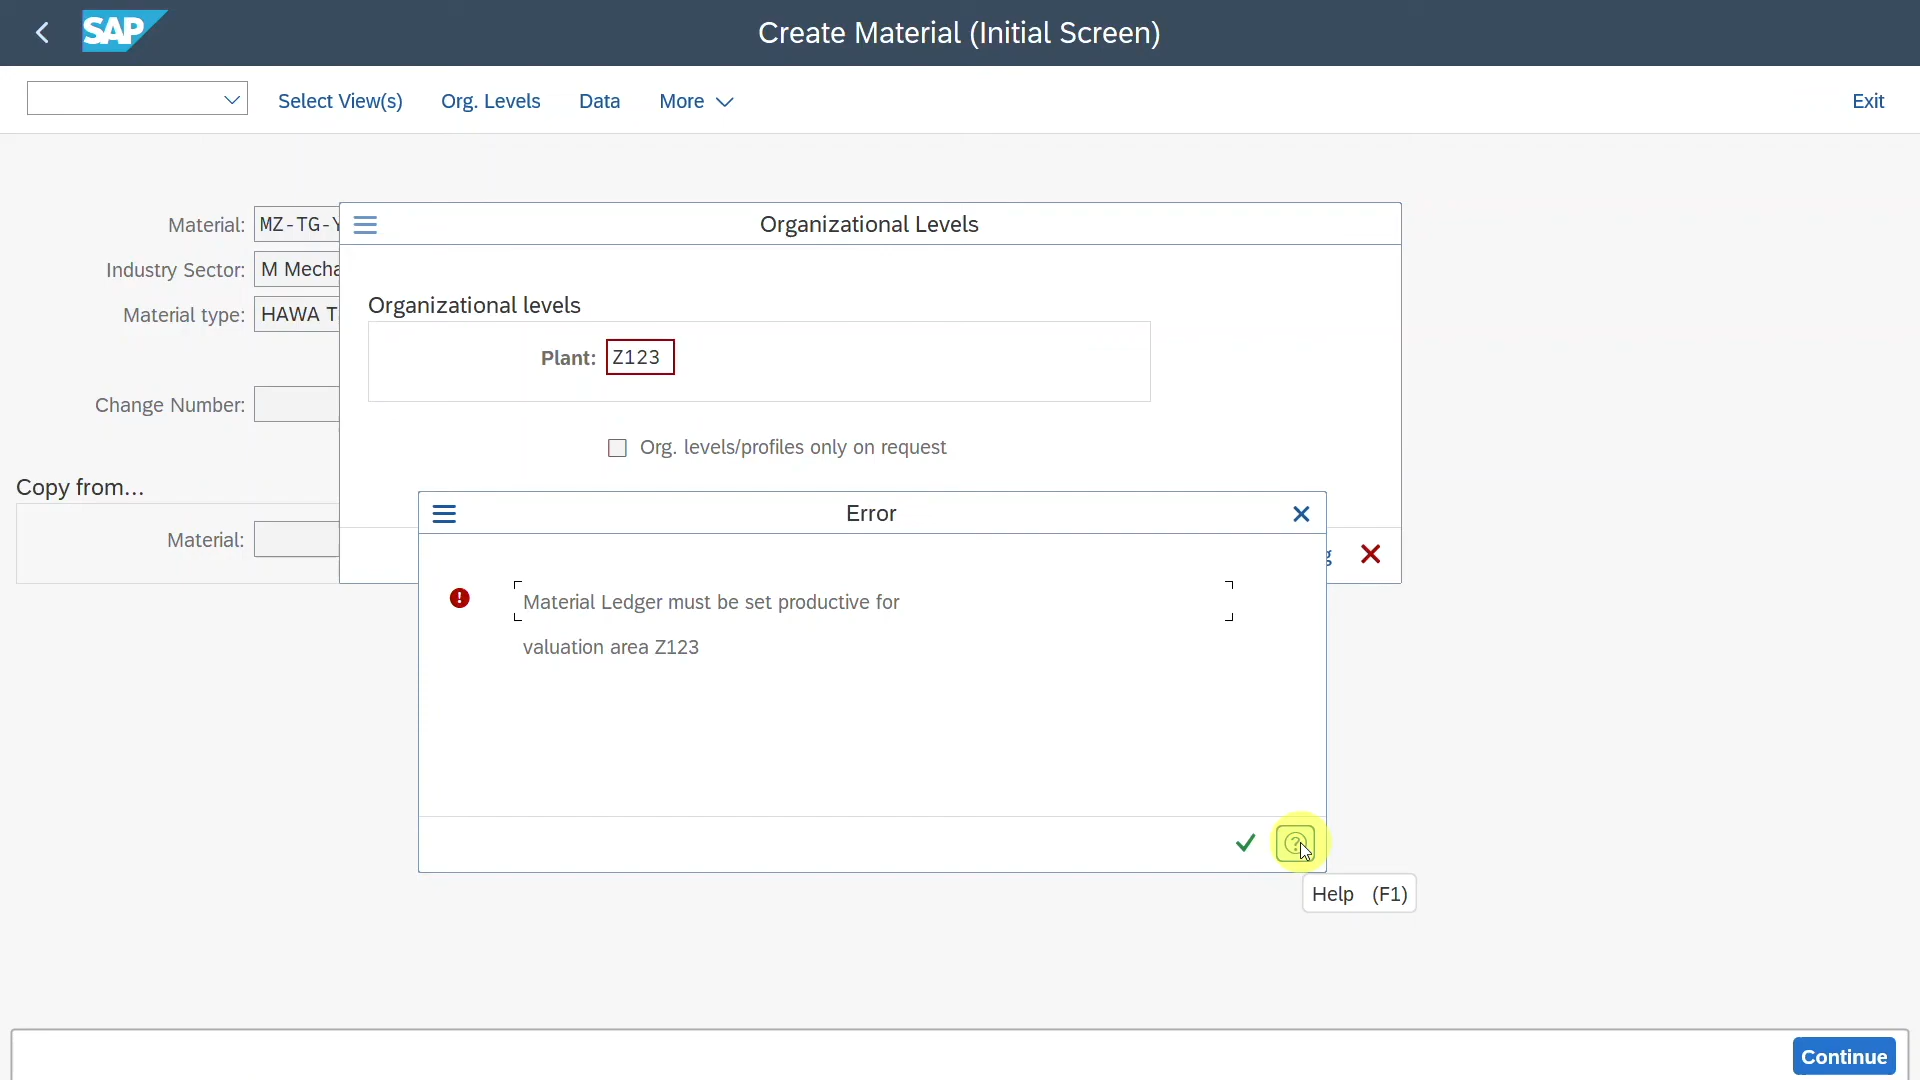 SAP
Create Material (Initial Screen)
Select View(s) Org. Levels Data More
Exit
Material: MZ-TG-Y
Industry Sector: M Mecha
Material type: HAWA T
Change Number:
Copy from...
Material:
Organizational Levels
Organizational levels
Plant: Z123
Org. levels/profiles only on request
Error
Material Ledger must be set productive for
valuation area Z123
Help (F1)
Continue